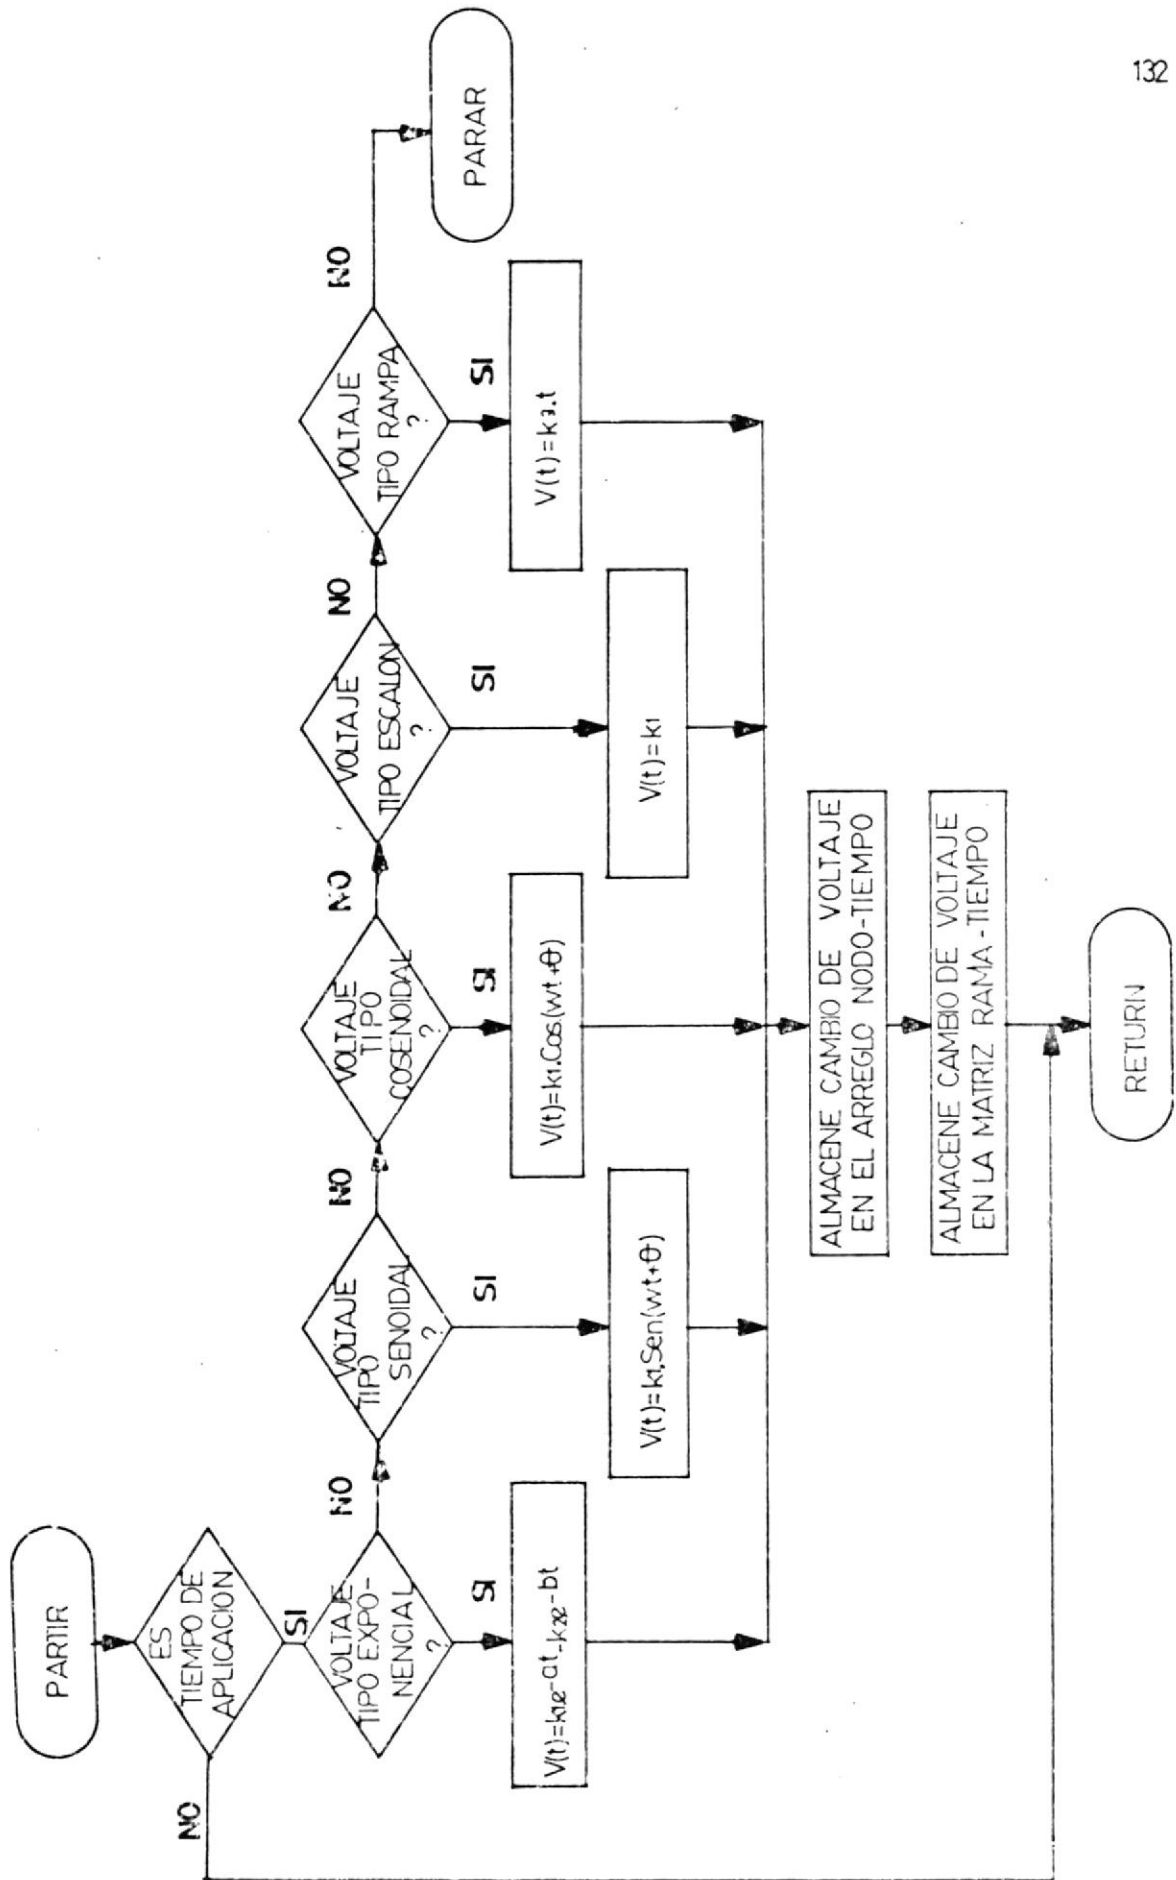 132
PARTIR
ES
TIEMPO DE
APLICACION
NO
SI
VOLTAJE
TIPO EXPO-
NENCIAL
?
NO
SI
V(t)=k1e-at-k2e-bt
VOLTAJE
TIPO
SENOIDAL
?
NO
SI
V(t)=k1.Sen(wt+θ)
VOLTAJE
TIPO
COSENOIDAL
?
NO
SI
V(t)=k1.Cos.(wt+θ)
VOLTAJE
TIPO ESCALON
?
NO
SI
V(t)=k1
VOLTAJE
TIPO RAMPA
?
NO
SI
V(t)=k3.t
PARAR
ALMACENE CAMBIO DE VOLTAJE
EN EL ARREGLO NODO-TIEMPO
ALMACENE CAMBIO DE VOLTAJE
EN LA MATRIZ RAMA-TIEMPO
RETURN